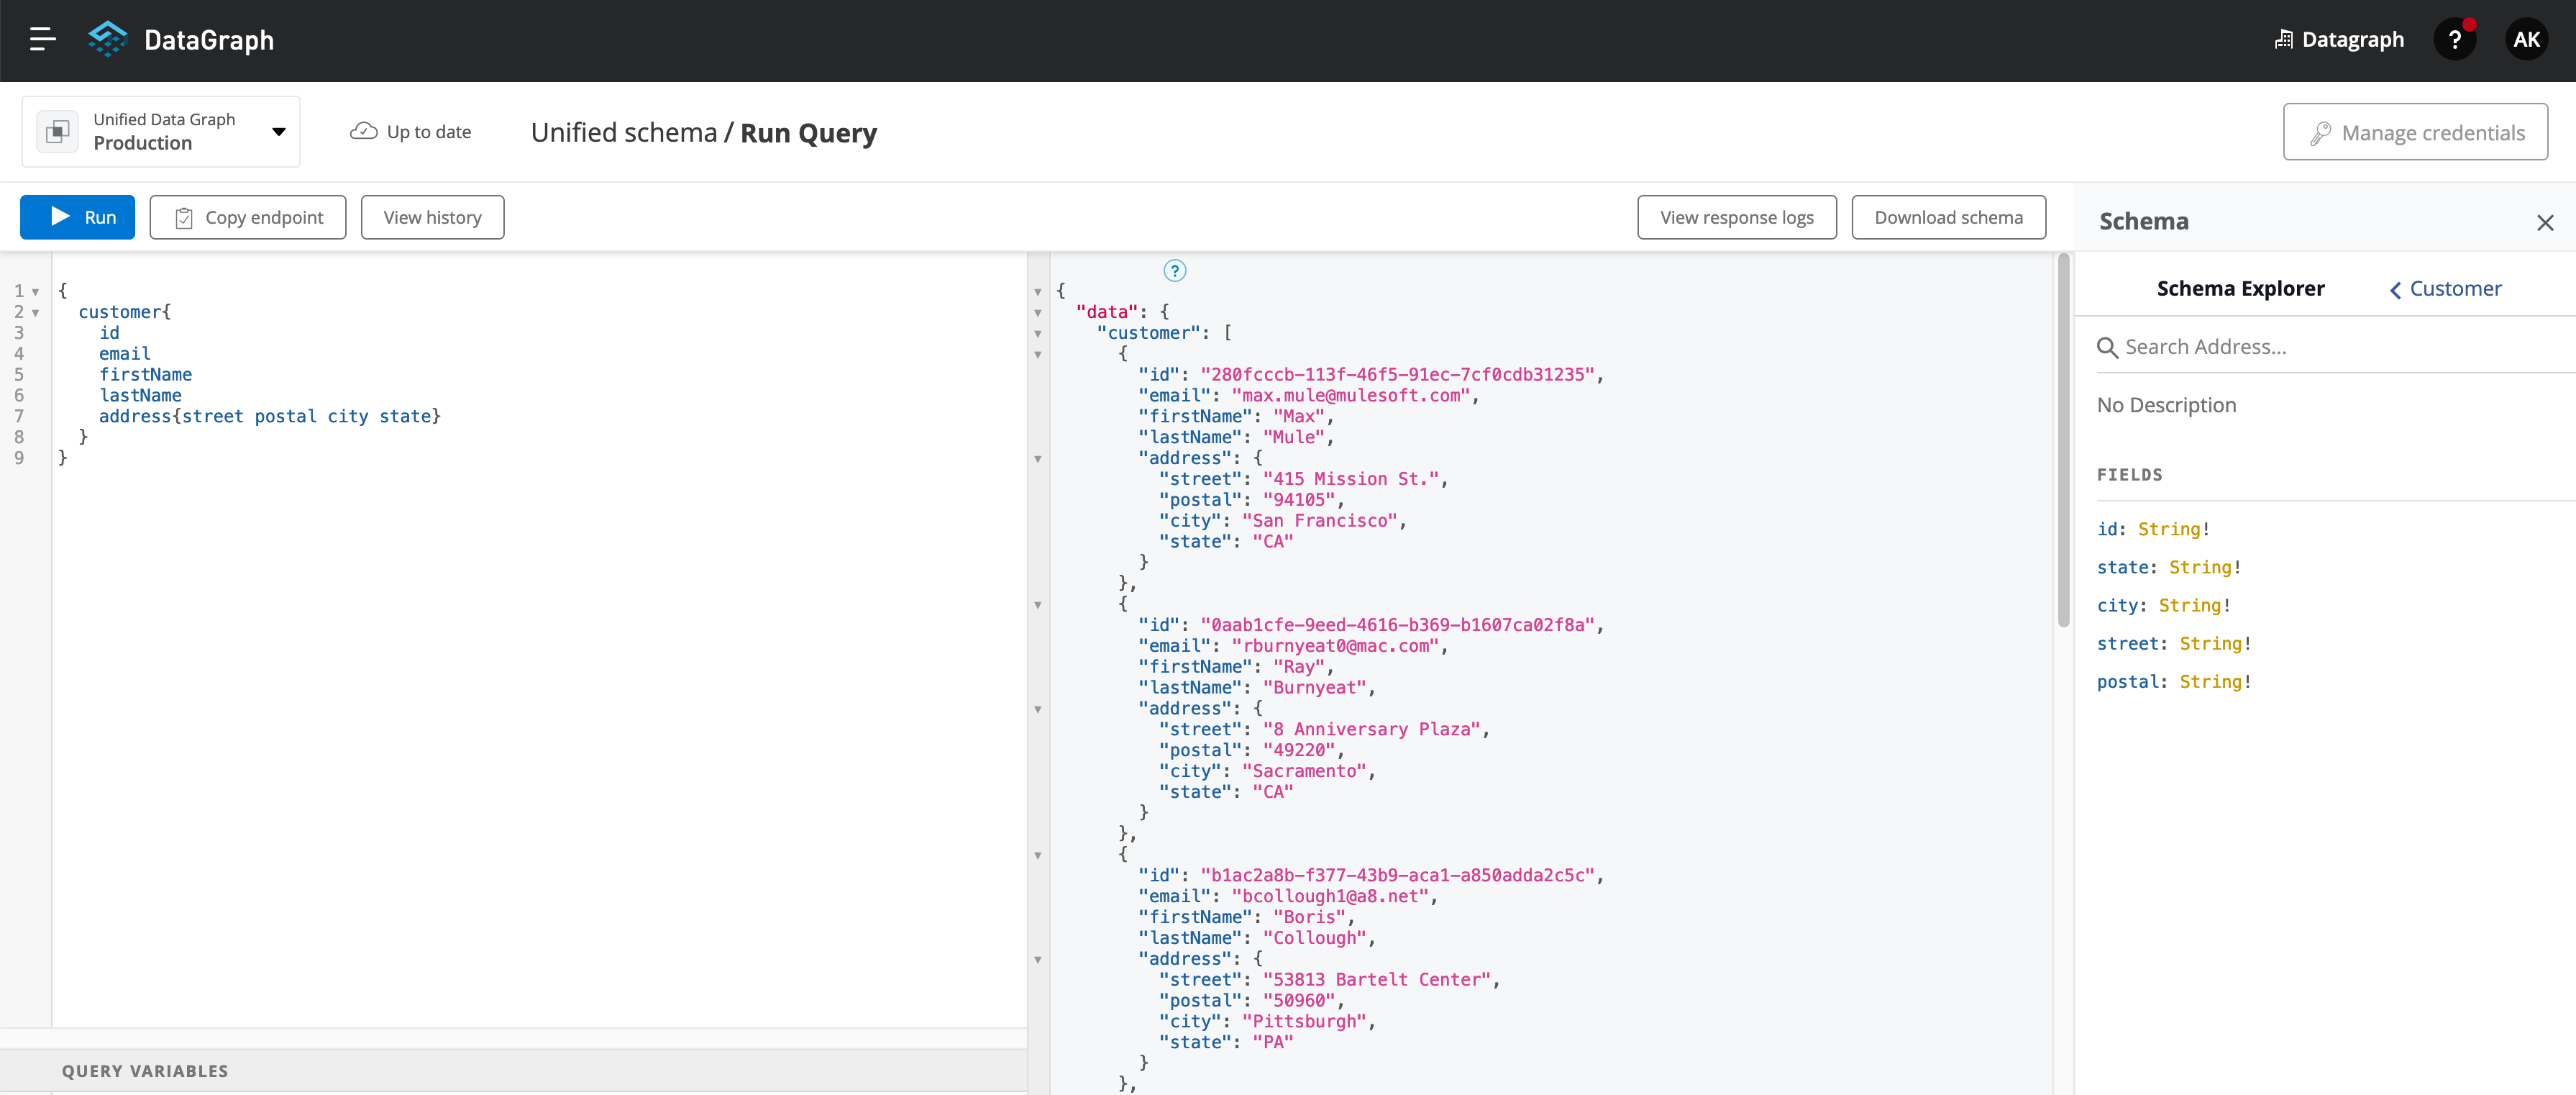 DataGraph
Datagraph
?
AK
Unified Data Graph
Production
Up to date
Unified schema / Run Query
Manage credentials
Run
Copy endpoint
View history
View response logs
Download schema
1
2
3
4
5
6
7
8
9
{
customer{
id
email
firstName
lastName
address{street postal city state}
}
}
QUERY VARIABLES
?
{
"data": {
"customer": [
{
"id": "280fcccb-113f-46f5-91ec-7cf0cdb31235",
"email": "max.mule@mulesoft.com",
"firstName": "Max",
"lastName": "Mule",
"address": {
"street": "415 Mission St.",
"postal": "94105",
"city": "San Francisco",
"state": "CA"
}
},
{
"id": "0aab1cfe-9eed-4616-b369-b1607ca02f8a",
"email": "rburnyeat0@mac.com",
"firstName": "Ray",
"lastName": "Burnyeat",
"address": {
"street": "8 Anniversary Plaza",
"postal": "49220",
"city": "Sacramento",
"state": "CA"
}
},
{
"id": "b1ac2a8b-f377-43b9-aca1-a850adda2c5c",
"email": "bcollough1@a8.net",
"firstName": "Boris",
"lastName": "Collough",
"address": {
"street": "53813 Bartelt Center",
"postal": "50960",
"city": "Pittsburgh",
"state": "PA"
}
},
Schema
Schema Explorer
Customer
Search Address...
No Description
FIELDS
id: String!
state: String!
city: String!
street: String!
postal: String!